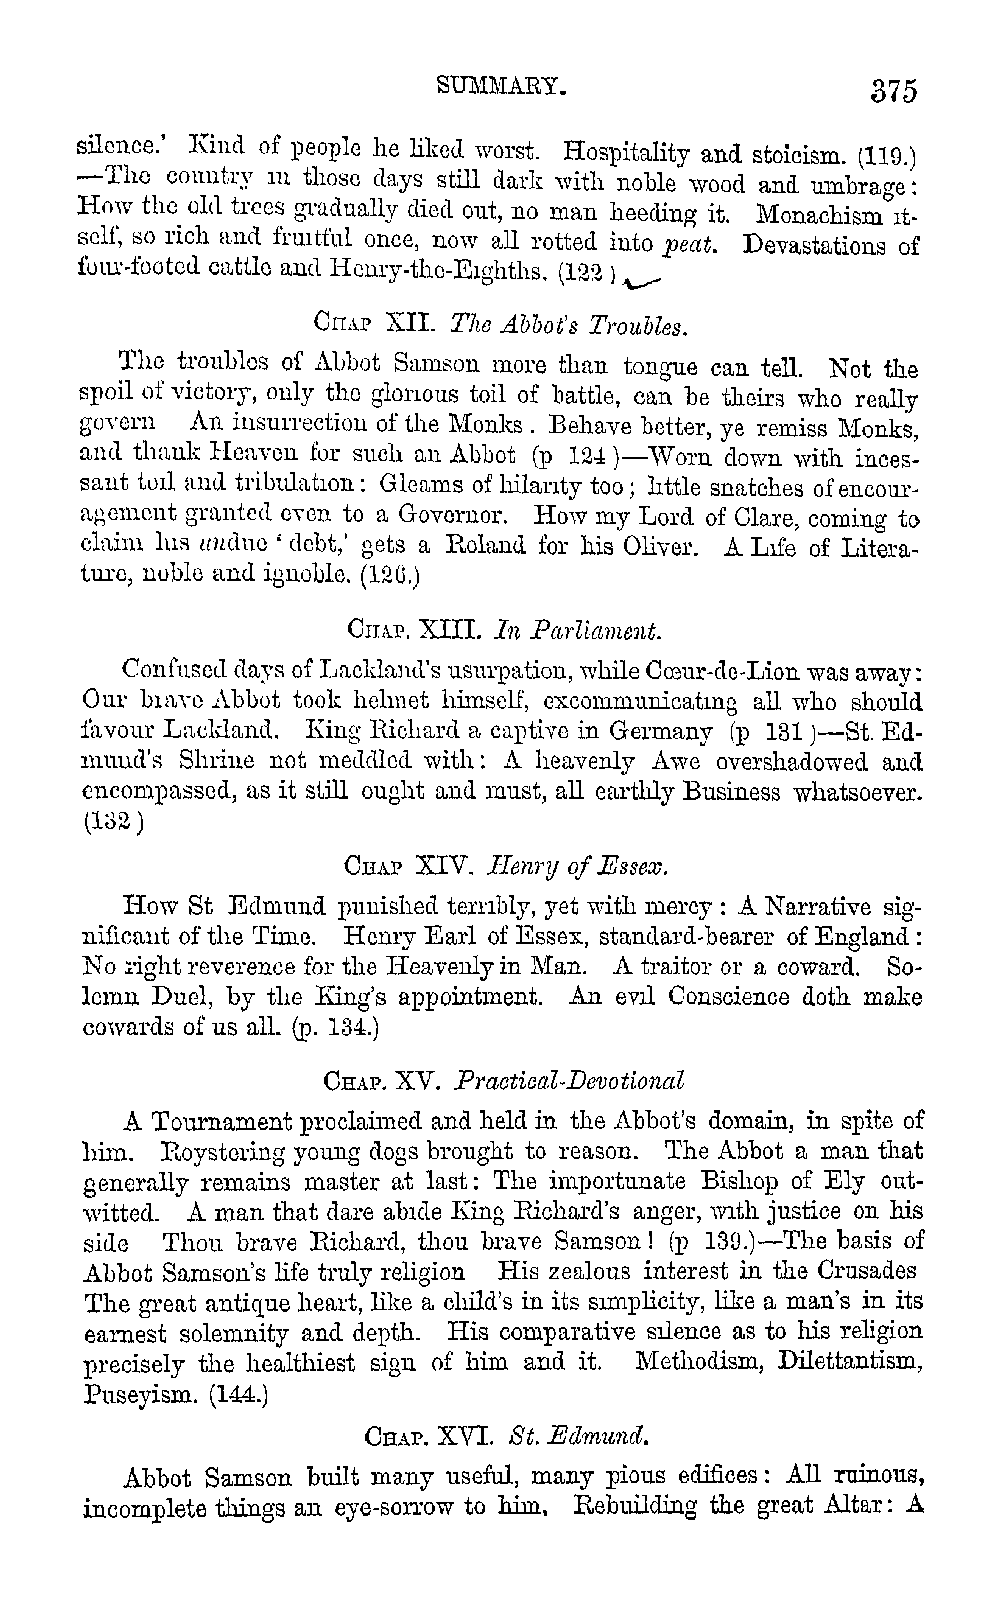 SUMMARY. 375
silence.' Kind of people he liked worst. Hospitality and stoicism. (119.)
—The country in those days still dark with noble wood and umbrage:
How the old trees gradually died out, no man heeding it. Monachism it-
self, so rich and fruitful once, now all rotted into peat. Devastations of
four-footed cattle and Henry-the-Eighths. (122)
CHAP XII. The Abbot's Troubles.
The troubles of Abbot Samson more than tongue can tell. Not the
spoil of victory, only the glorious toil of battle, can be theirs who really
govern An insurrection of the Monks. Behave better, ye remiss Monks,
and thank Heaven for such an Abbot (p 124)—Worn down with inces-
sant toil and tribulation: Gleams of hilarity too; little snatches of encour-
agement granted even to a Governor. How my Lord of Clare, coming to
claim his undue 'debt,' gets a Roland for his Oliver. A Life of Litera-
ture, noble and ignoble. (126.)
CHAP. XIII. In Parliament.
Confused days of Lackland's usurpation, while Cœur-de-Lion was away:
Our brave Abbot took helmet himself, excommunicating all who should
favour Lackland. King Richard a captive in Germany (p 131)—St. Ed-
mund's Shrine not meddled with: A heavenly Awe overshadowed and
encompassed, as it still ought and must, all earthly Business whatsoever.
(132)
CHAP XIV. Henry of Essex.
How St Edmund punished terribly, yet with mercy: A Narrative sig-
nificant of the Time. Henry Earl of Essex, standard-bearer of England:
No right reverence for the Heavenly in Man. A traitor or a coward. So-
lemn Duel, by the King's appointment. An evil Conscience doth make
cowards of us all. (p. 134.)
CHAP. XV. Practical-Devotional
A Tournament proclaimed and held in the Abbot's domain, in spite of
him. Roystering young dogs brought to reason. The Abbot a man that
generally remains master at last: The importunate Bishop of Ely out-
witted. A man that dare abide King Richard's anger, with justice on his
side Thou brave Richard, thou brave Samson! (p 139.)—The basis of
Abbot Samson's life truly religion His zealous interest in the Crusades
The great antique heart, like a child's in its simplicity, like a man's in its
earnest solemnity and depth. His comparative silence as to his religion
precisely the healthiest sign of him and it. Methodism, Dilettantism,
Puseyism. (144.)
CHAP. XVI. St. Edmund.
Abbot Samson built many useful, many pious edifices: All ruinous,
incomplete things an eye-sorrow to him. Rebuilding the great Altar: A